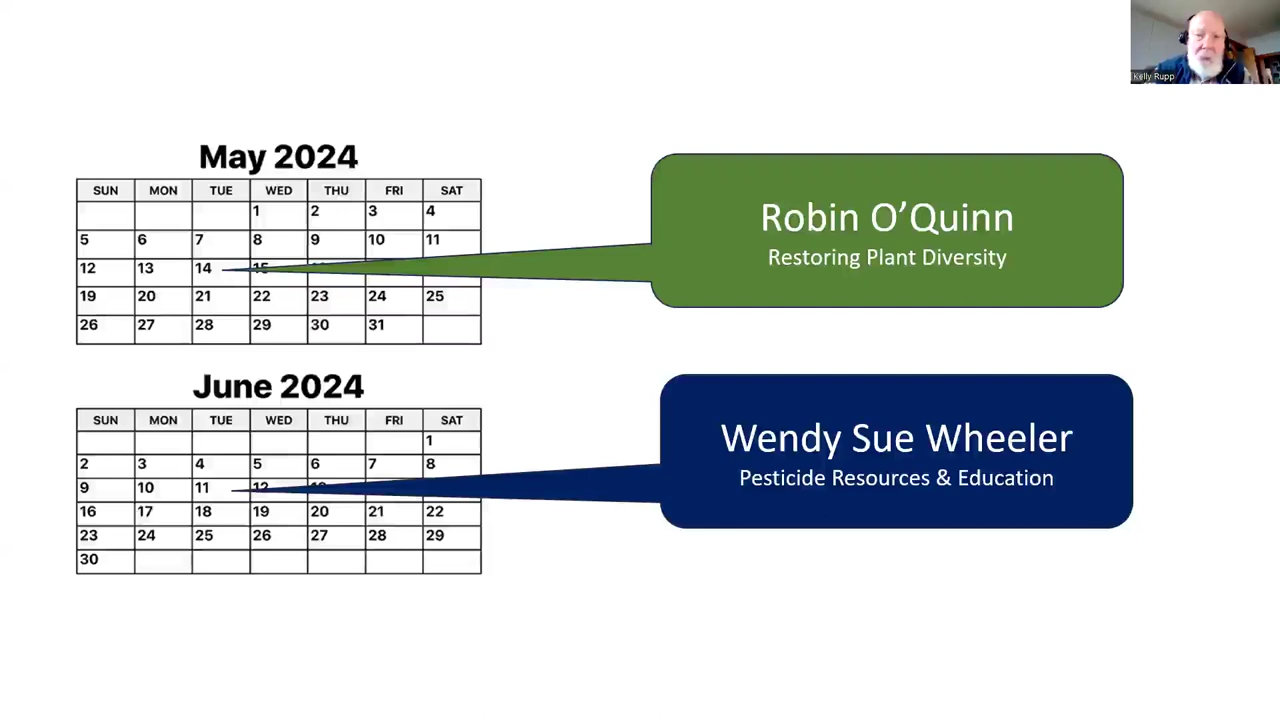 Kelly Rupp
May 2024
SUN MON TUE WED THU FRI SAT
1 2 3 4
5 6 7 8 9 10 11
12 13 14 15
19 20 21 22 23 24 25
26 27 28 29 30 31
Robin O’Quinn
Restoring Plant Diversity
June 2024
SUN MON TUE WED THU FRI SAT
1
2 3 4 5 6 7 8
9 10 11 12
16 17 18 19 20 21 22
23 24 25 26 27 28 29
30
Wendy Sue Wheeler
Pesticide Resources & Education